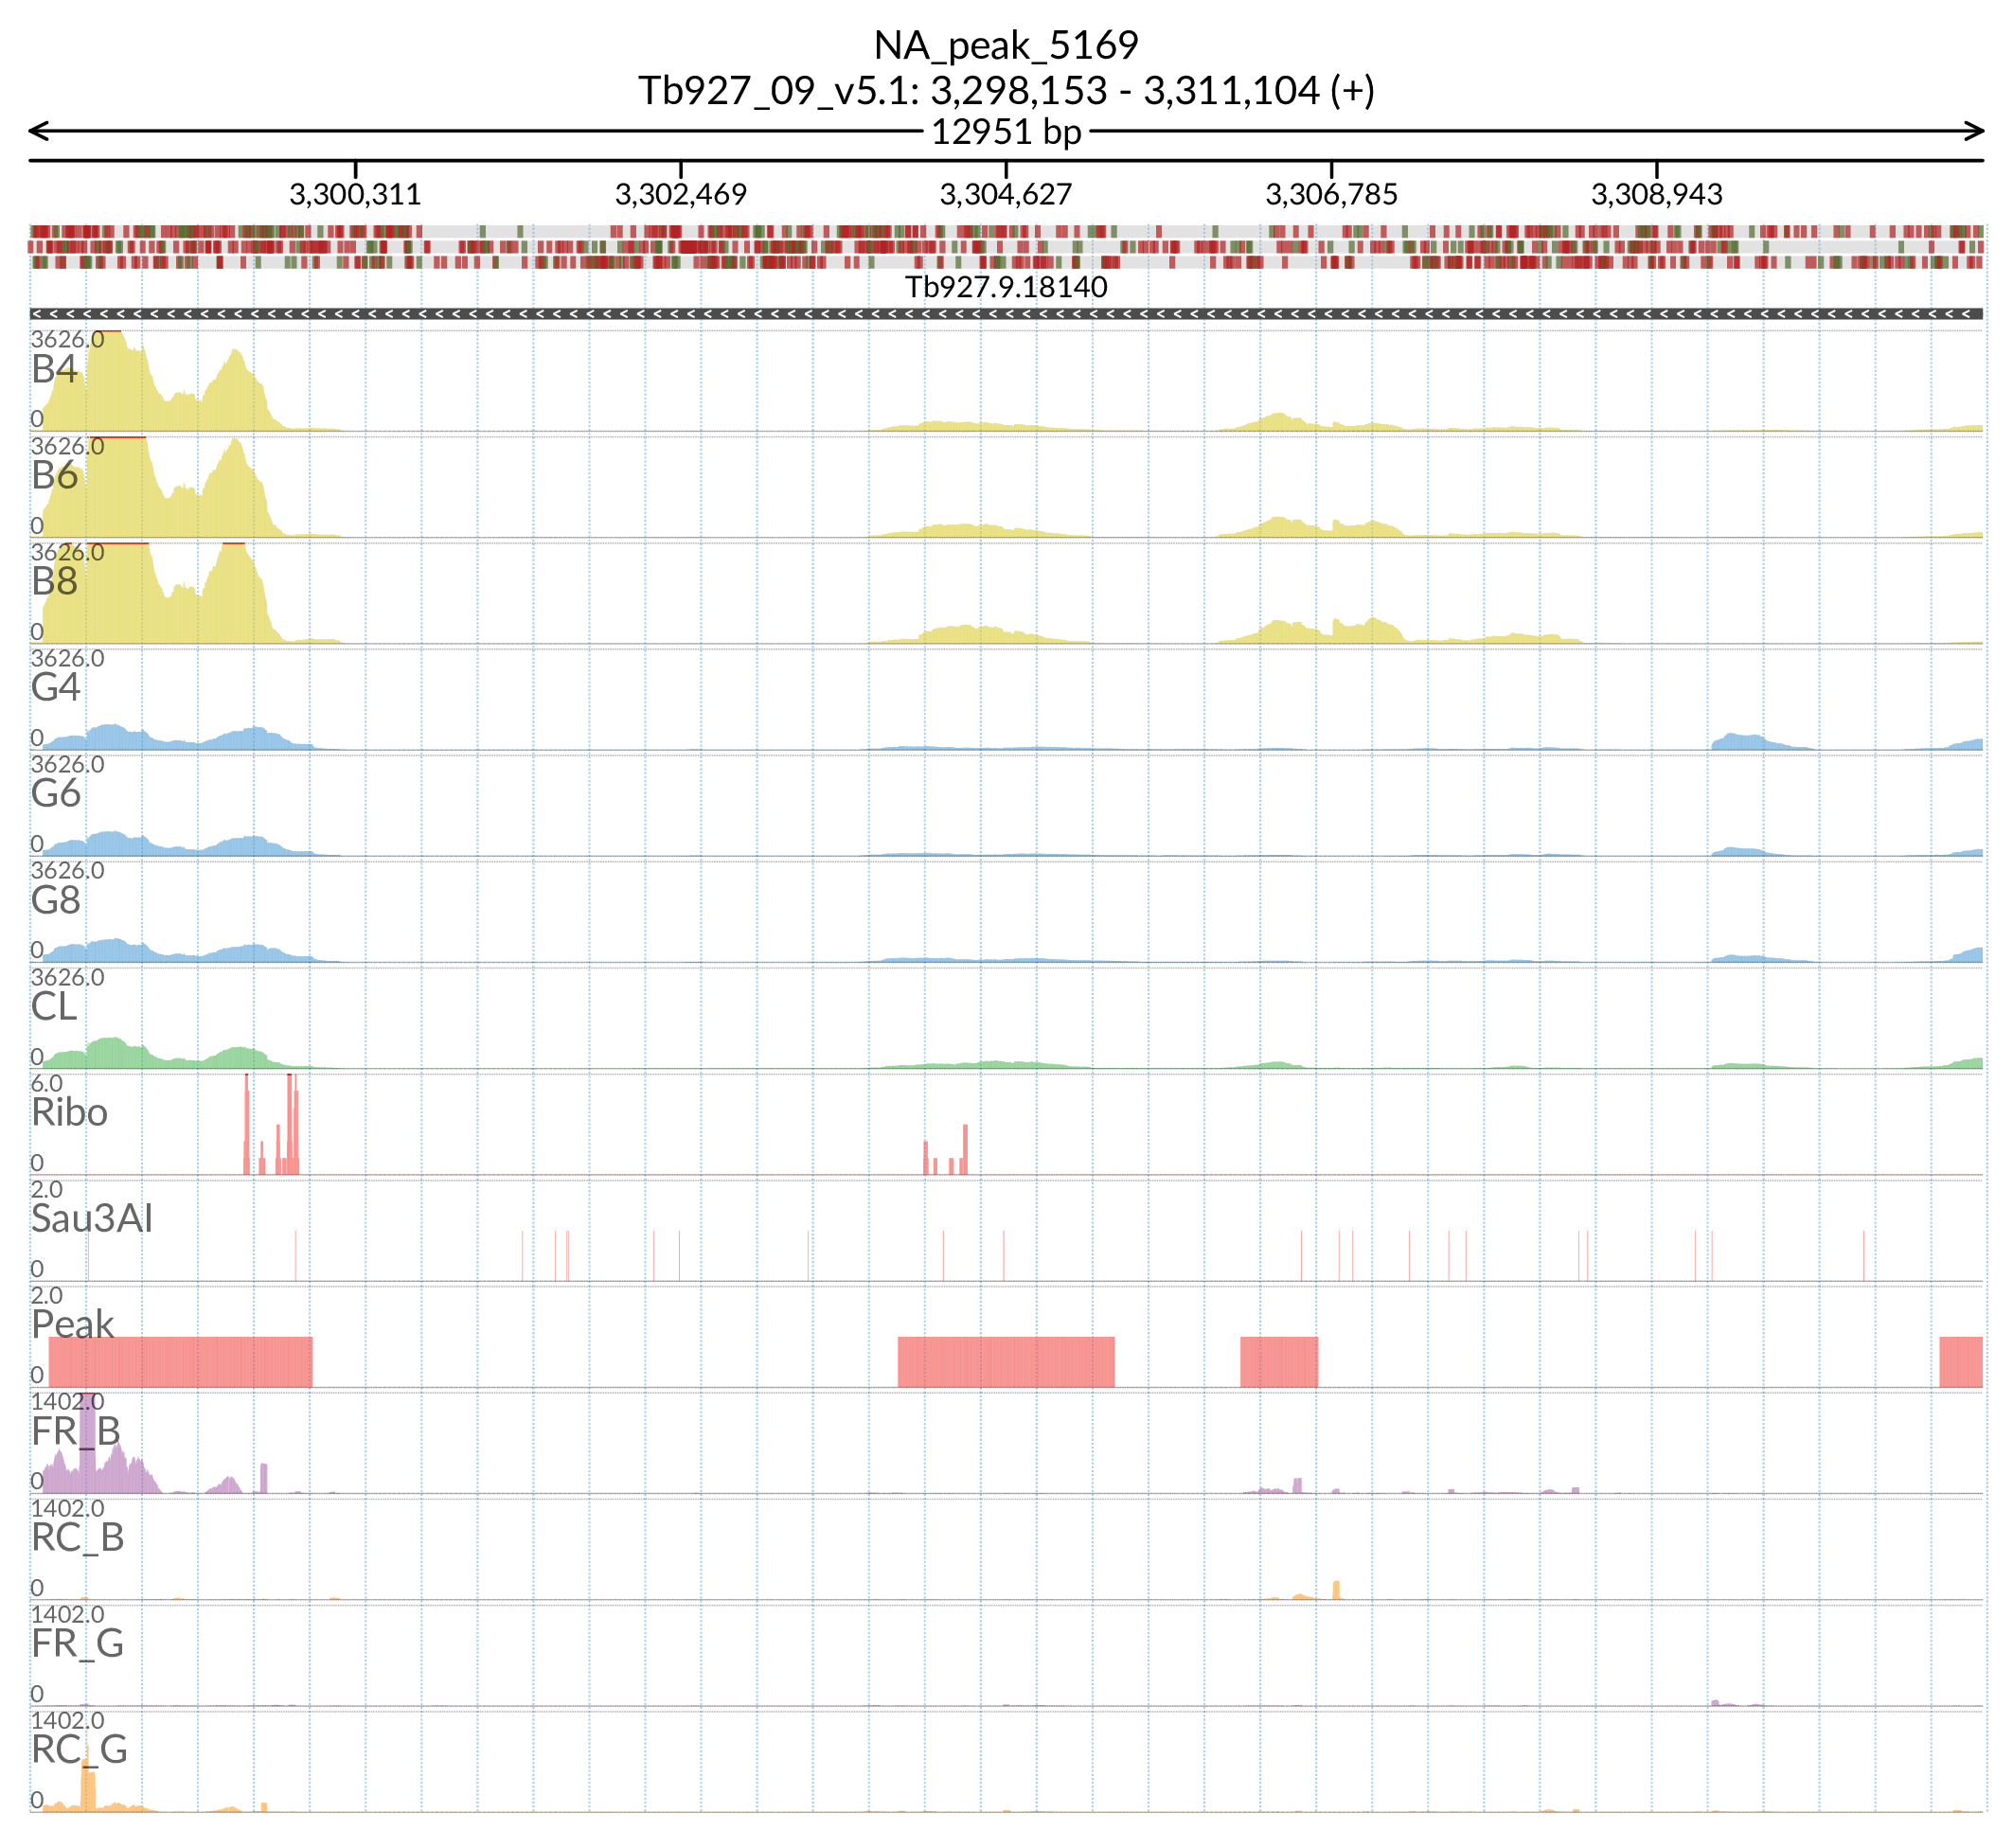 NA_peak_5169
Tb927_09_v5.1: 3,298,153 - 3,311,104 (+)
12951 bp
3,300,311 3,302,469 3,304,627 3,306,785 3,308,943
Tb927.9.18140
3626.0
B4
0
3626.0
B6
0
3626.0
B8
0
3626.0
G4
0
3626.0
G6
0
3626.0
G8
0
3626.0
CL
0
6.0
Ribo
0
2.0
Sau3AI
0
2.0
Peak
0
1402.0
FR_B
0
1402.0
RC_B
0
1402.0
FR_G
0
1402.0
RC_G
0